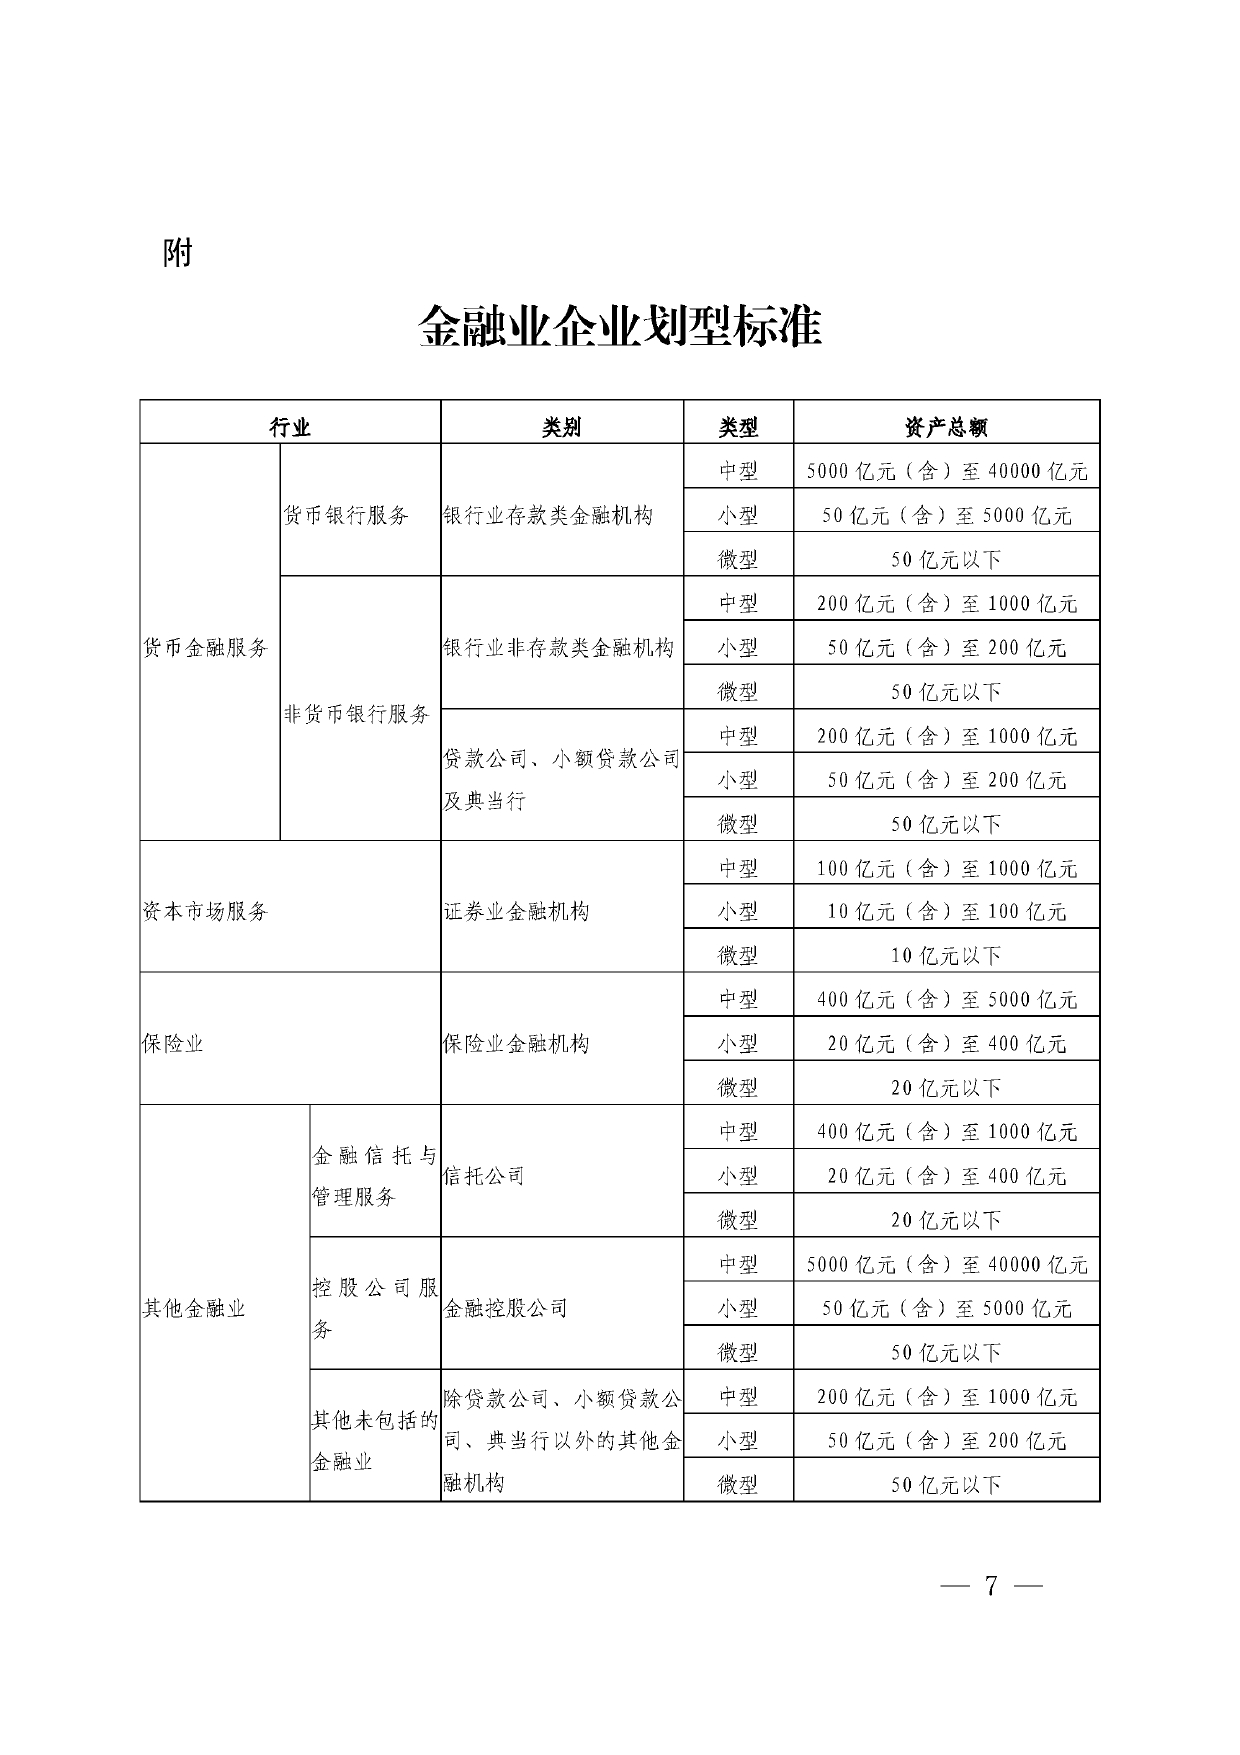 附
金融业企业划型标准
行业 类别 类型 资产总额
货币金融服务 货币银行服务 银行业存款类金融机构 中型 5000 亿元（含）至 40000 亿元
小型 50 亿元（含）至 5000 亿元
微型 50 亿元以下
非货币银行服务 银行业非存款类金融机构 中型 200 亿元（含）至 1000 亿元
小型 50 亿元（含）至 200 亿元
微型 50 亿元以下
贷款公司、小额贷款公司
及典当行
中型 200 亿元（含）至 1000 亿元
小型 50 亿元（含）至 200 亿元
微型 50 亿元以下
资本市场服务 证券业金融机构 中型 100 亿元（含）至 1000 亿元
小型 10 亿元（含）至 100 亿元
微型 10 亿元以下
保险业 保险业金融机构 中型 400 亿元（含）至 5000 亿元
小型 20 亿元（含）至 400 亿元
微型 20 亿元以下
其他金融业
金融信托与
管理服务
信托公司 中型 400 亿元（含）至 1000 亿元
小型 20 亿元（含）至 400 亿元
微型 20 亿元以下
控股公司服
务
金融控股公司 中型 5000 亿元（含）至 40000 亿元
小型 50 亿元（含）至 5000 亿元
微型 50 亿元以下
其他未包括的
金融业
除贷款公司、小额贷款公
司、典当行以外的其他金
融机构
中型 200 亿元（含）至 1000 亿元
小型 50 亿元（含）至 200 亿元
微型 50 亿元以下
— 7 —